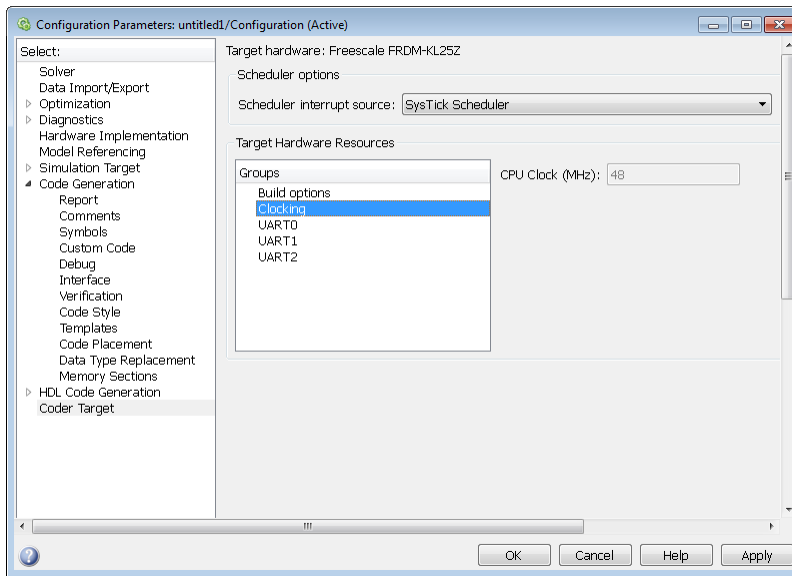 Configuration Parameters: untitled1/Configuration (Active)
Select:
Solver
Data Import/Export
Optimization
Diagnostics
Hardware Implementation
Model Referencing
Simulation Target
Code Generation
Report
Comments
Symbols
Custom Code
Debug
Interface
Verification
Code Style
Templates
Code Placement
Data Type Replacement
Memory Sections
HDL Code Generation
Coder Target
Target hardware: Freescale FRDM-KL25Z
Scheduler options
Scheduler interrupt source: SysTick Scheduler
Target Hardware Resources
Groups
Build options
Clocking
UART0
UART1
UART2
CPU Clock (MHz): 48
OK Cancel Help Apply